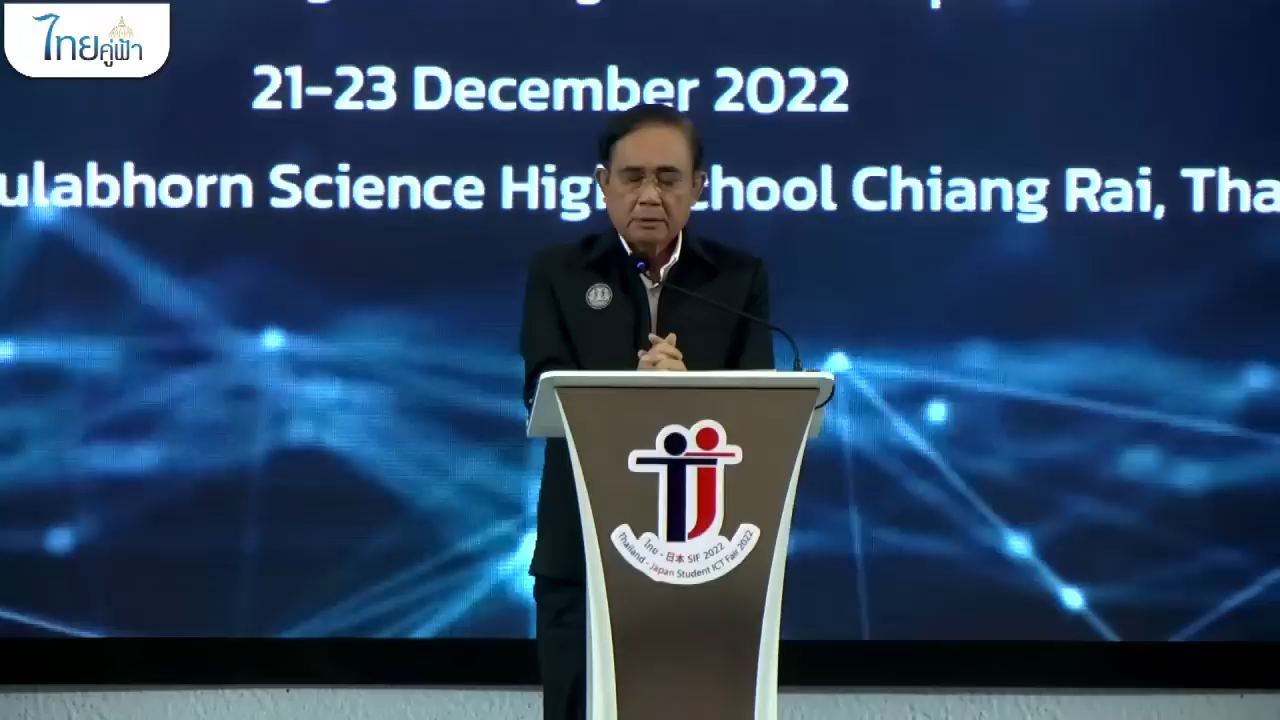 ไทยคู่ฟ้า
21-23 December 2022
ulabhorn Science High School Chiang Rai, Tha
ไทย - 日本 SIF 2022
Thailand - Japan Student ICT Fair 2022